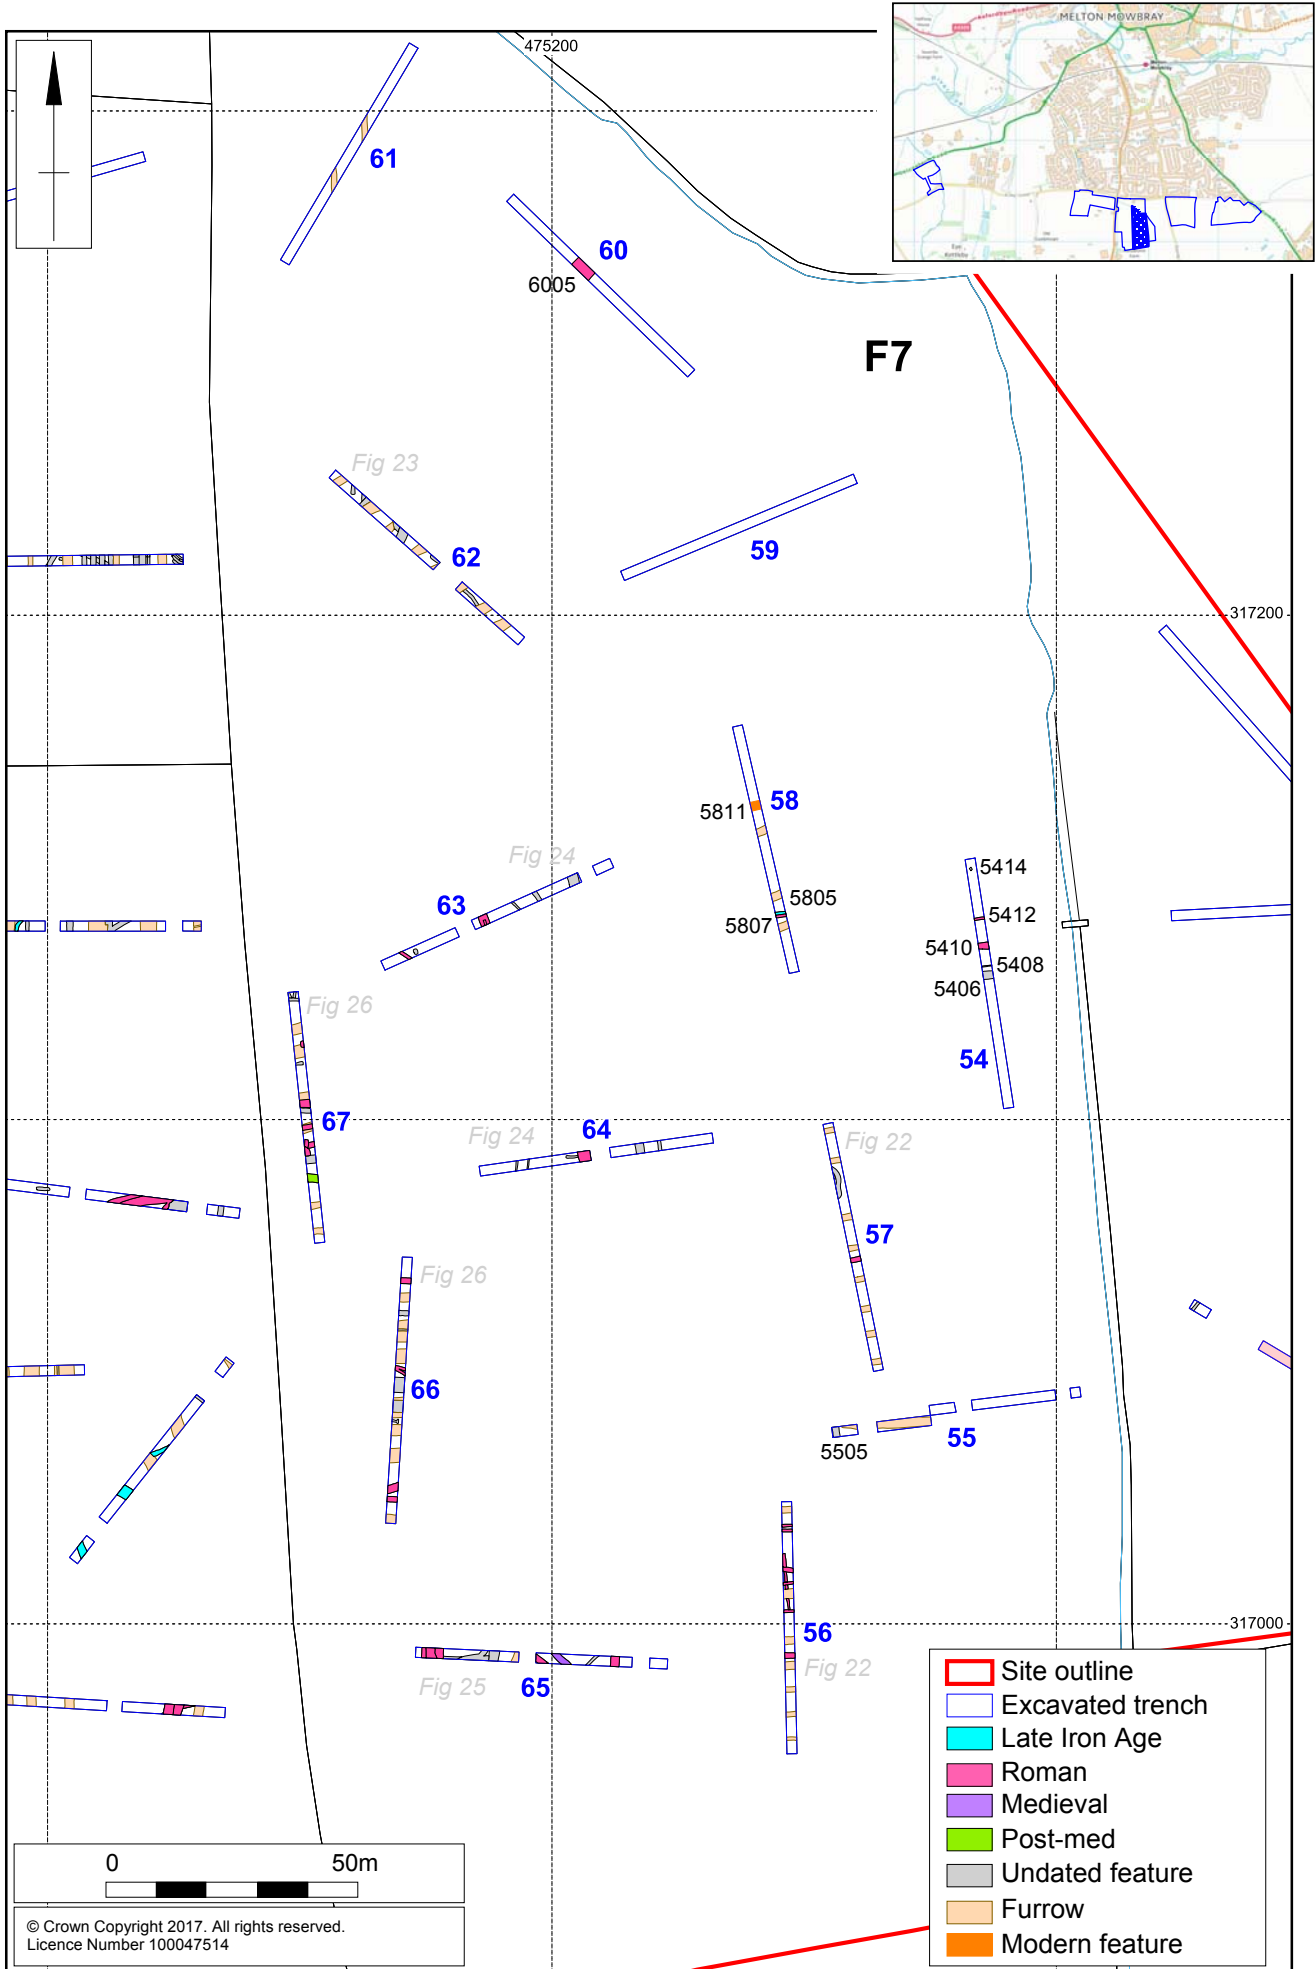 MELTON MOWBRAY
475200
61
60
6005
F7
Fig 23
62
59
317200
58
5811
Fig 24
63
5805
5807
5414
5412
5410
5408
5406
54
Fig 26
67
Fig 24
64
Fig 22
57
Fig 26
66
55
5505
317000
56
Fig 22
Fig 25
65
Site outline
Excavated trench
Late Iron Age
Roman
Medieval
Post-med
Undated feature
Furrow
Modern feature
0 50m
© Crown Copyright 2017. All rights reserved.
Licence Number 100047514